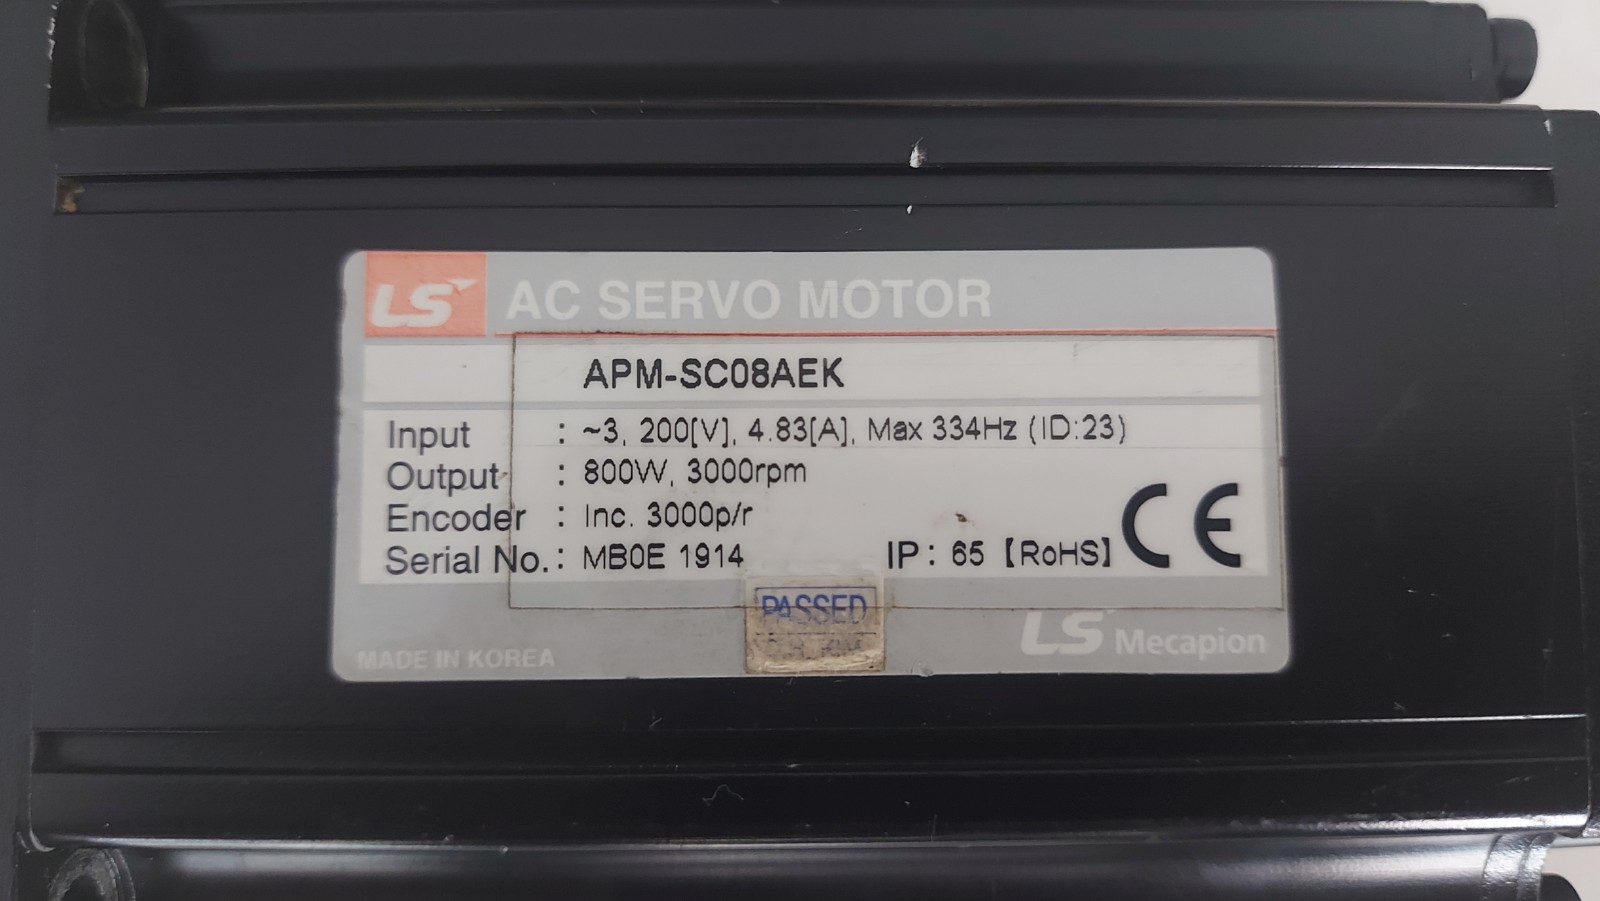 LS AC SERVO MOTOR
APM-SC08AEK
Input : ~3, 200[V], 4.83[A], Max 334Hz (ID:23)
Output : 800W, 3000rpm
Encoder : Inc. 3000p/r
Serial No. : MB0E 1914 IP : 65 【RoHS】 CE
PASSED
MADE IN KOREA LS Mecapion